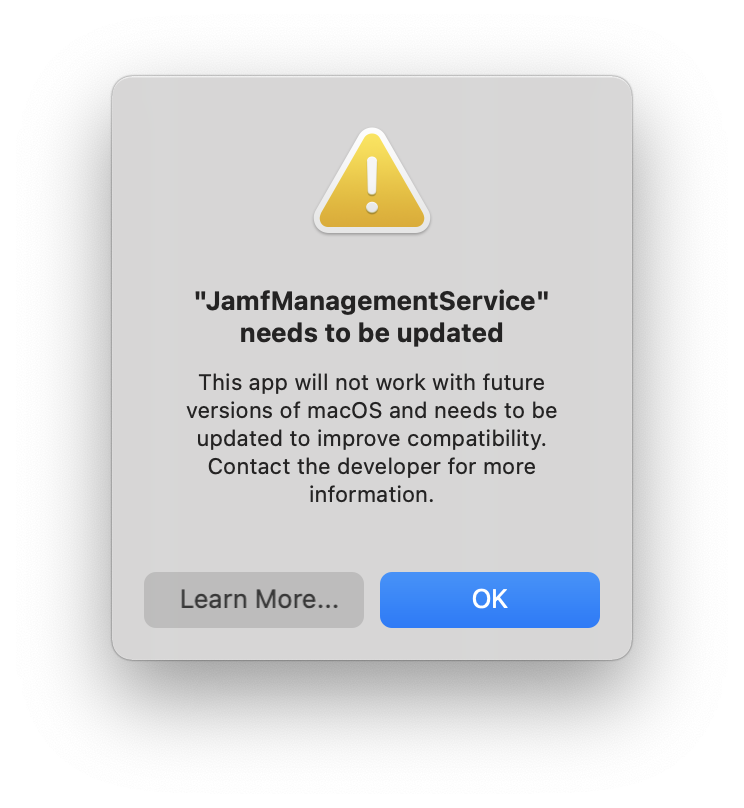 "JamfManagementService"
needs to be updated
This app will not work with future
versions of macOS and needs to be
updated to improve compatibility.
Contact the developer for more
information.
Learn More...
OK